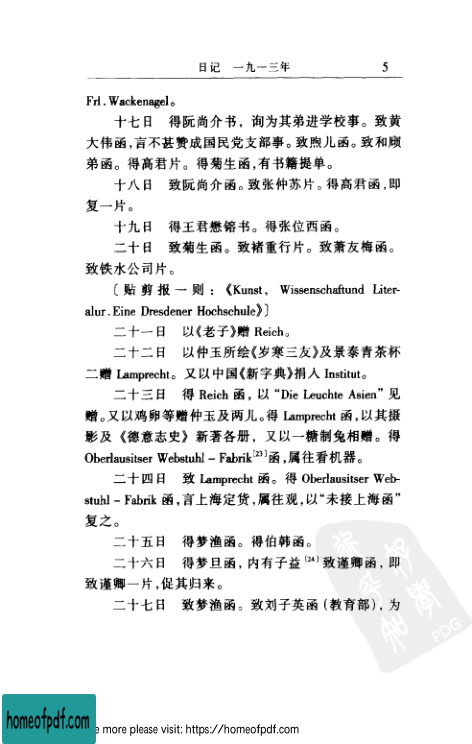 日记 一九一三年 5
Frl. Wackenagel。
十七日 得阮尚介书，询为其弟进学校事。致黄
大伟函,言不甚赞成国民党支部事。致煦儿函。致和顾
弟函。得高君片。得菊生函,有书籍提单。
十八日 致阮尚介函。致张仲苏片。得高君函,即
复一片。
十九日 得王君懋镕书。得张位西函。
二十日 致菊生函。致褚重行片。致萧友梅函。
致铁水公司片。
〔贴剪报一则：《Kunst, Wissenschaftund Liter-
alur. Eine Dresdener Hochschule》〕
二十一日 以《老子》赠 Reich。
二十二日 以仲玉所绘《岁寒三友》及景泰青茶杯
二赠 Lamprecht。又以中国《新字典》捐入 Institut。
二十三日 得 Reich 函，以 “Die Leuchte Asien” 见
赠。又以鸡卵等赠仲玉及两儿。得 Lamprecht 函,以其摄
影及《德意志史》新著各册，又以一糖制兔相赠。得
Oberlausitser Webstuhl – Fabrik[23]函,属往看机器。
二十四日 致 Lamprecht 函。得 Oberlausitser Web-
stuhl – Fabrik 函,言上海定货,属往观,以“未接上海函”
复之。
二十五日 得梦渔函。得伯韩函。
二十六日 得梦旦函，内有子益[24]致谨卿函，即
致谨卿一片,促其归来。
二十七日 致梦渔函。致刘子英函(教育部)，为
PDG
homeofpdf.com
e more please visit: https://homeofpdf.com